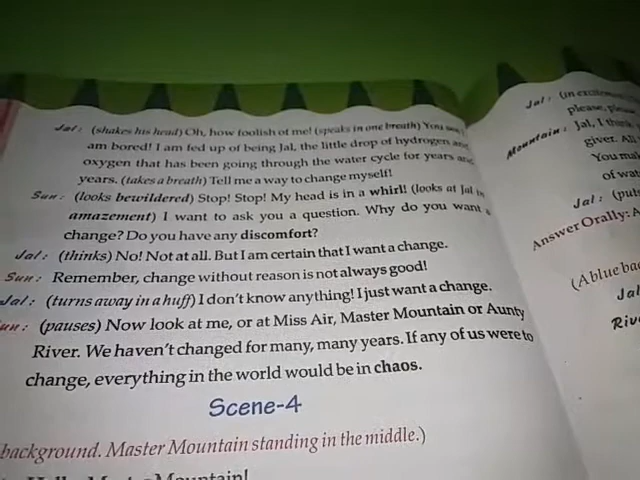 Jal : (shakes his head) Oh, how foolish of me! (speaks in one breath) You see I
am bored! I am fed up of being Jal, the little drop of hydrogen and
oxygen that has been going through the water cycle for years and
years. (takes a breath) Tell me a way to change myself!
Sun : (looks bewildered) Stop! Stop! My head is in a whirl! (looks at Jal in
amazement) I want to ask you a question. Why do you want
change? Do you have any discomfort?
Jal : (thinks) No! Not at all. But I am certain that I want a change.
Sun : Remember, change without reason is not always good!
Jal : (turns away in a huff) I don't know anything! I just want a change.
Sun : (pauses) Now look at me, or at Miss Air, Master Mountain or Aunty
River. We haven't changed for many, many years. If any of us were to
change, everything in the world would be in chaos.
Scene-4
background. Master Mountain standing in the middle.)
Jal : (in excitement
please, please
Mountain : Jal, I think
giver. All
You make
of wat
Jal : (puts
Answer Orally: A
(A blue bac
Jal
Rive